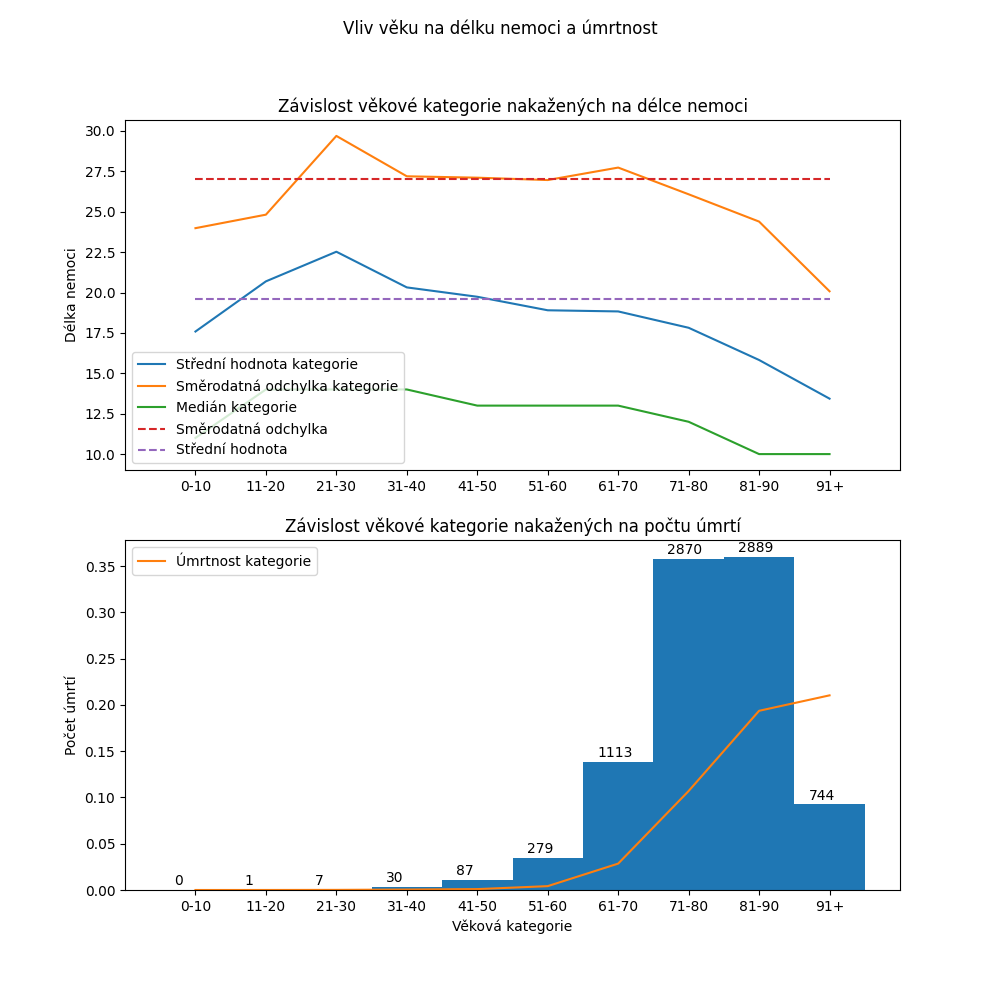 Vliv věku na délku nemoci a úmrtnost
Závislost věkové kategorie nakažených na délce nemoci
30.0
27.5
25.0
22.5
20.0
17.5
15.0
12.5
10.0
Délka nemoci
Střední hodnota kategorie
Směrodatná odchylka kategorie
Medián kategorie
Směrodatná odchylka
Střední hodnota
0-10 11-20 21-30 31-40 41-50 51-60 61-70 71-80 81-90 91+
Závislost věkové kategorie nakažených na počtu úmrtí
Úmrtnost kategorie
0.35
0.30
0.25
0.20
0.15
0.10
0.05
0.00
Počet úmrtí
0 1 7 30 87 279 1113 2870 2889 744
0-10 11-20 21-30 31-40 41-50 51-60 61-70 71-80 81-90 91+
Věková kategorie